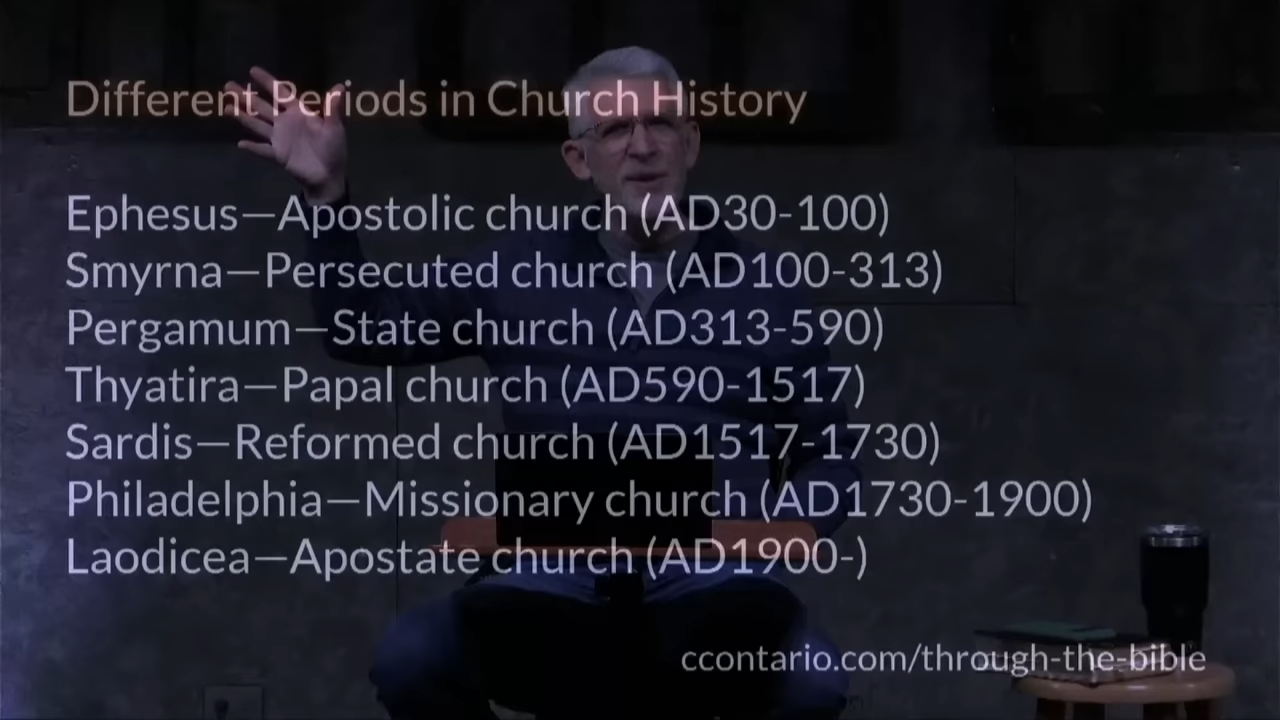 Different Periods in Church History
Ephesus—Apostolic church (AD30-100)
Smyrna—Persecuted church (AD100-313)
Pergamum—State church (AD313-590)
Thyatira—Papal church (AD590-1517)
Sardis—Reformed church (AD1517-1730)
Philadelphia—Missionary church (AD1730-1900)
Laodicea—Apostate church (AD1900-)
ccontario.com/through-the-bible